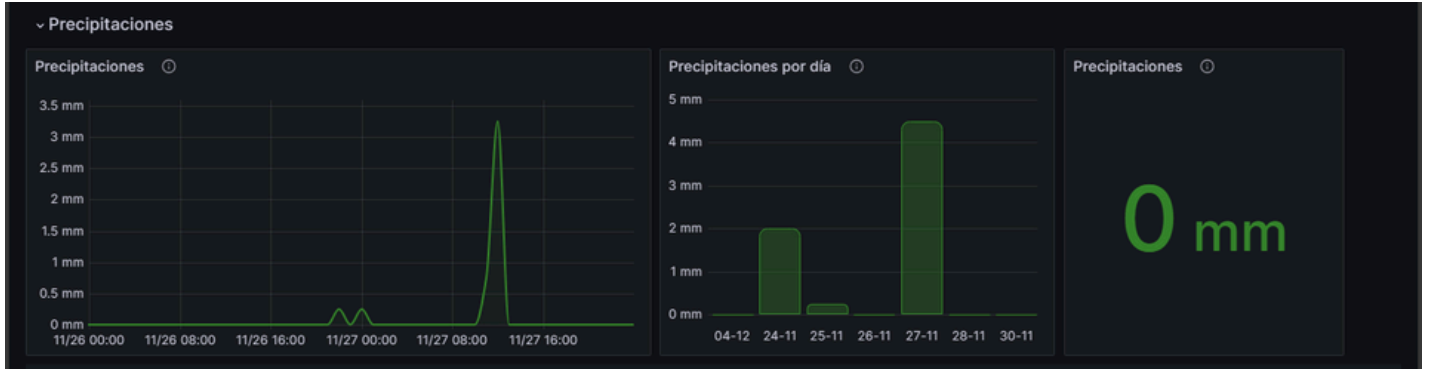 Precipitaciones
Precipitaciones
3.5 mm
3 mm
2.5 mm
2 mm
1.5 mm
1 mm
0.5 mm
0 mm
11/26 00:00 11/26 08:00 11/26 16:00 11/27 00:00 11/27 08:00 11/27 16:00
Precipitaciones por día
5 mm
4 mm
3 mm
2 mm
1 mm
0 mm
04-12 24-11 25-11 26-11 27-11 28-11 30-11
Precipitaciones
0 mm